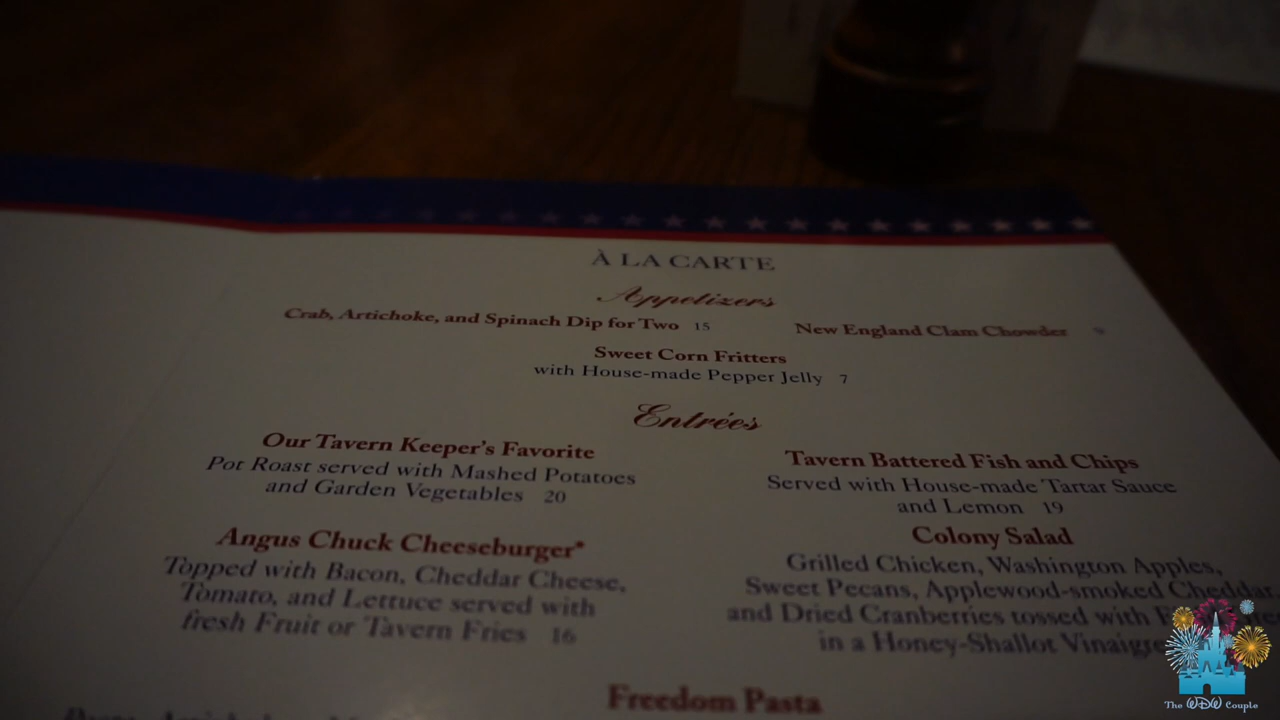 À LA CARTE
Appetizers
Crab, Artichoke, and Spinach Dip for Two 15
New England Clam Chowder 9
Sweet Corn Fritters
with House-made Pepper Jelly 7
Entrées
Our Tavern Keeper's Favorite
Pot Roast served with Mashed Potatoes
and Garden Vegetables 20
Tavern Battered Fish and Chips
Served with House-made Tartar Sauce
and Lemon 19
Angus Chuck Cheeseburger*
Topped with Bacon, Cheddar Cheese,
Tomato, and Lettuce served with
fresh Fruit or Tavern Fries 16
Colony Salad
Grilled Chicken, Washington Apples,
Sweet Pecans, Applewood-smoked Cheddar,
and Dried Cranberries tossed with
in a Honey-Shallot
Freedom Pasta
The WDW Couple